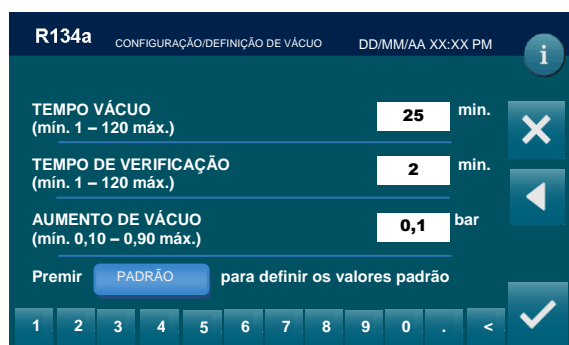 R134a CONFIGURAÇÃO/DEFINIÇÃO DE VÁCUO DD/MM/AA XX:XX PM
i
TEMPO VÁCUO
(mín. 1 – 120 máx.) 25 min.
TEMPO DE VERIFICAÇÃO
(mín. 1 – 120 máx.) 2 min.
AUMENTO DE VÁCUO
(mín. 0,10 – 0,90 máx.) 0,1 bar
Premir PADRÃO para definir os valores padrão
1 2 3 4 5 6 7 8 9 0 . <